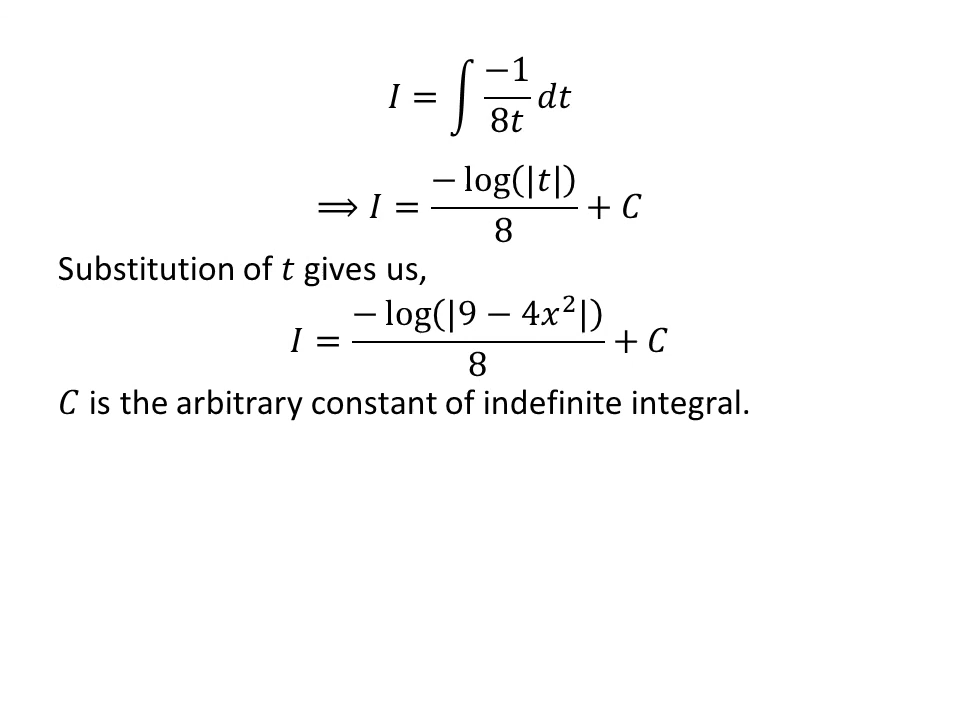 𝐼 = ∫ −1/8𝑡 𝑑𝑡
⟹ 𝐼 = − log(|𝑡|)/8 + 𝐶
Substitution of 𝑡 gives us,
𝐼 = − log(|9 − 4𝑥²|)/8 + 𝐶
𝐶 is the arbitrary constant of indefinite integral.